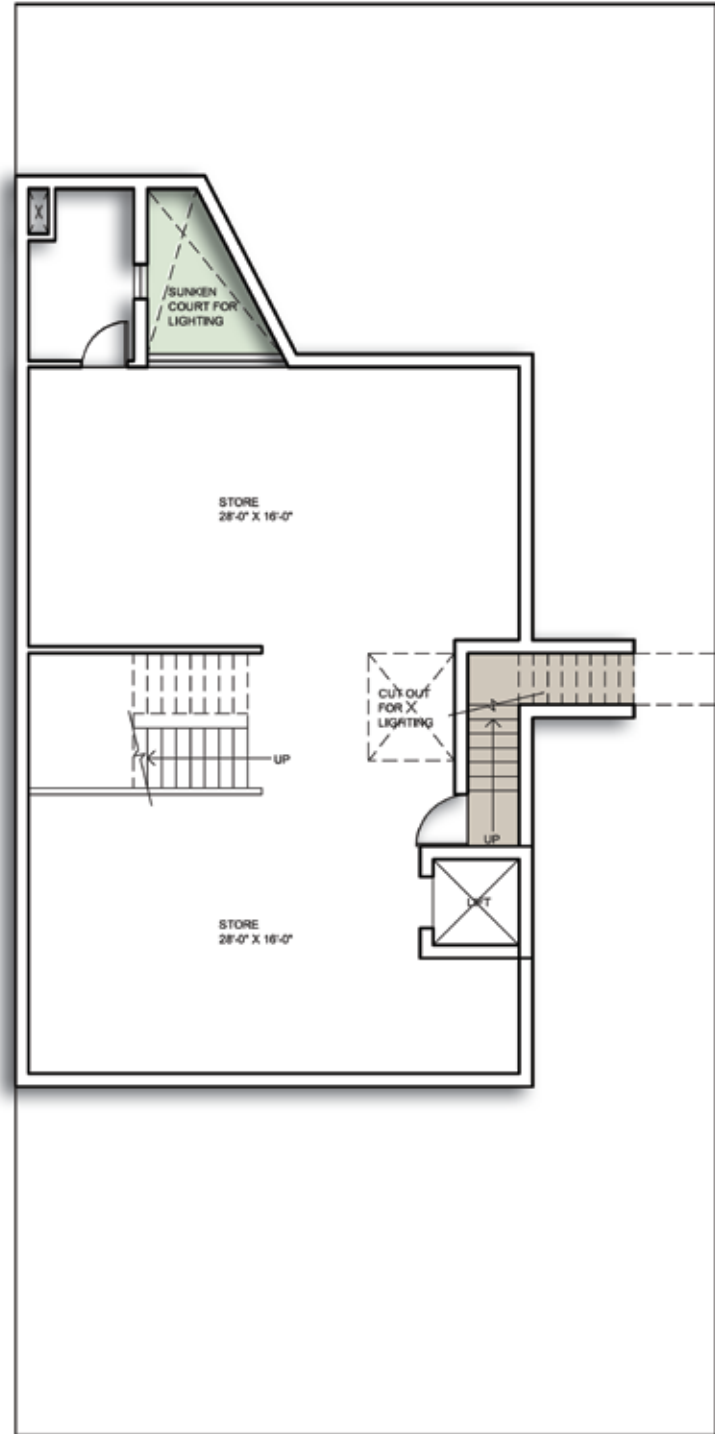 SUNKEN
COURT FOR
LIGHTING
STORE
28'-0" X 16'-0"
CUT OUT
FOR
LIGHTING
UP
UP
LIFT
STORE
28'-0" X 16'-0"